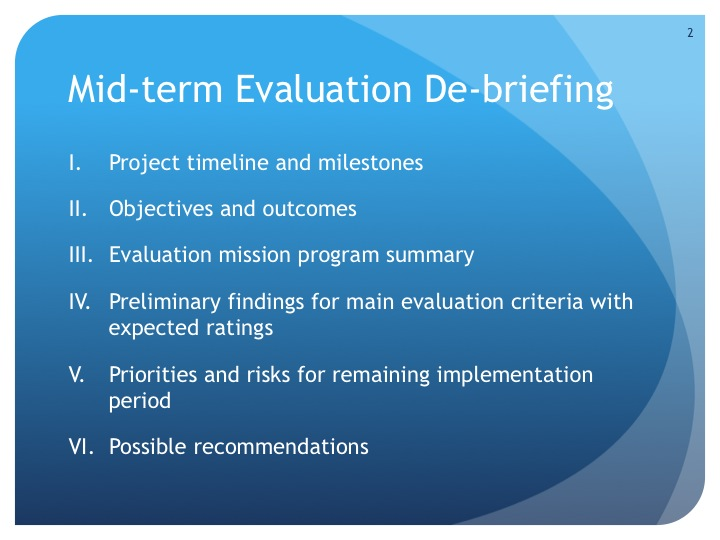 2
Mid-term Evaluation De-briefing
I. Project timeline and milestones
II. Objectives and outcomes
III. Evaluation mission program summary
IV. Preliminary findings for main evaluation criteria with
expected ratings
V. Priorities and risks for remaining implementation
period
VI. Possible recommendations